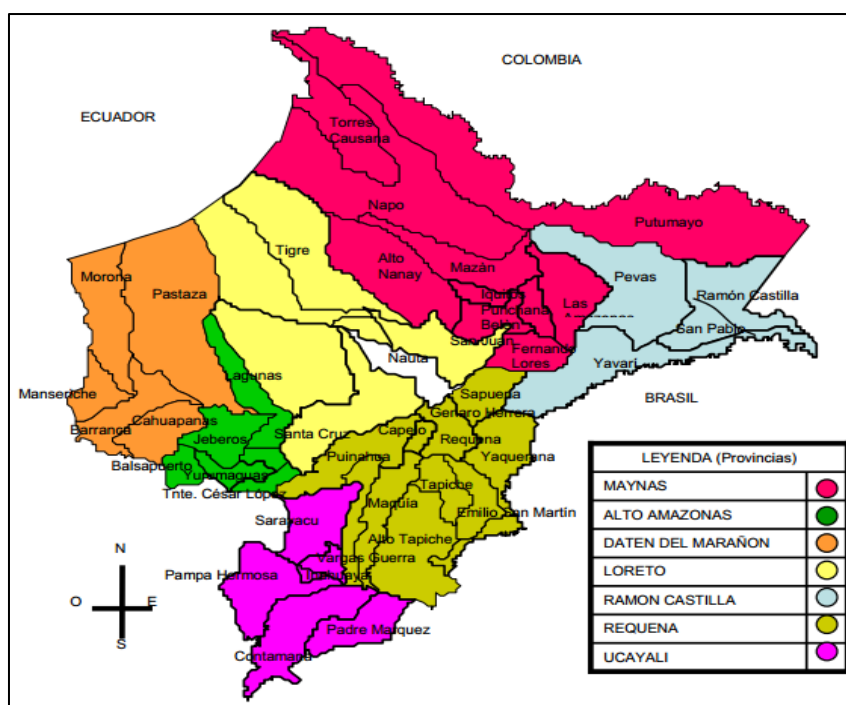 COLOMBIA
ECUADOR
Torres
Causana
Napo
Putumayo
Tigre
Alto
Nanay
Mazán
Pevas
Morona
Pastaza
Ramón Castilla
Iquitos
Punchana
Las
Belén
San Pablo
San Juan
Fernando
Lores
Nauta
Yavarí
Lagunas
Manseriche
Sapuena
BRASIL
Cahuapanas
Barranca
Genaro Herrera
Jeberos
Santa Cruz
Capelo
Requena
Balsapuerto
Puinahua
Yaquerana
Yurimaguas
Tapiche
Tnte. César López
Maquía
Emilio San Martín
Sarayacu
Alto Tapiche
Vargas Guerra
Pampa Hermosa
Inahuaya
Padre Marquez
Contamana
N
O
E
S
LEYENDA (Provincias)
MAYNAS
ALTO AMAZONAS
DATEN DEL MARAÑON
LORETO
RAMON CASTILLA
REQUENA
UCAYALI